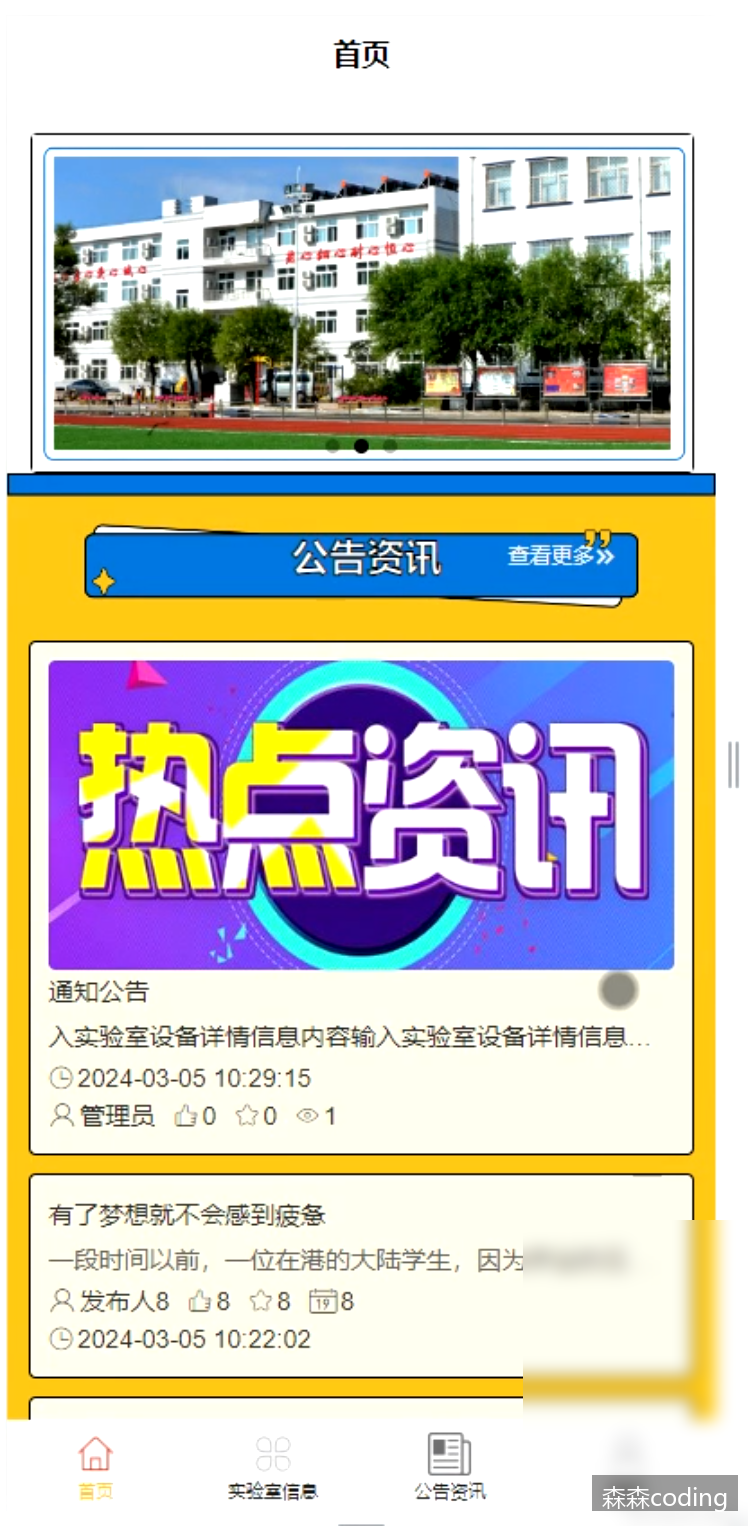 首页
公告资讯
查看更多»
热点资讯
通知公告
入实验室设备详情信息内容输入实验室设备详情信息...
2024-03-05 10:29:15
管理员 0 0 1
有了梦想就不会感到疲惫
一段时间以前，一位在港的大陆学生，因为
发布人8 8 8 19 8
2024-03-05 10:22:02
首页
实验室信息
公告资讯
森森coding